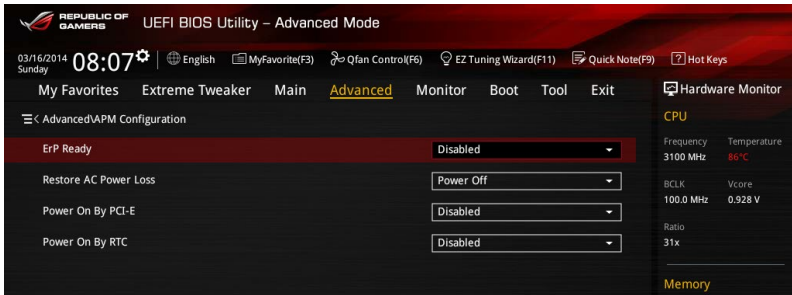 REPUBLIC OF
GAMERS
UEFI BIOS Utility – Advanced Mode
03/16/2014
Sunday
08:07
English
MyFavorite(F3)
Qfan Control(F6)
EZ Tuning Wizard(F11)
Quick Note(F9)
? Hot Keys
My Favorites Extreme Tweaker Main Advanced Monitor Boot Tool Exit
Hardware Monitor
< Advanced\APM Configuration
ErP Ready Disabled
Restore AC Power Loss Power Off
Power On By PCI-E Disabled
Power On By RTC Disabled
CPU
Frequency Temperature
3100 MHz 86°C
BCLK Vcore
100.0 MHz 0.928 V
Ratio
31x
Memory